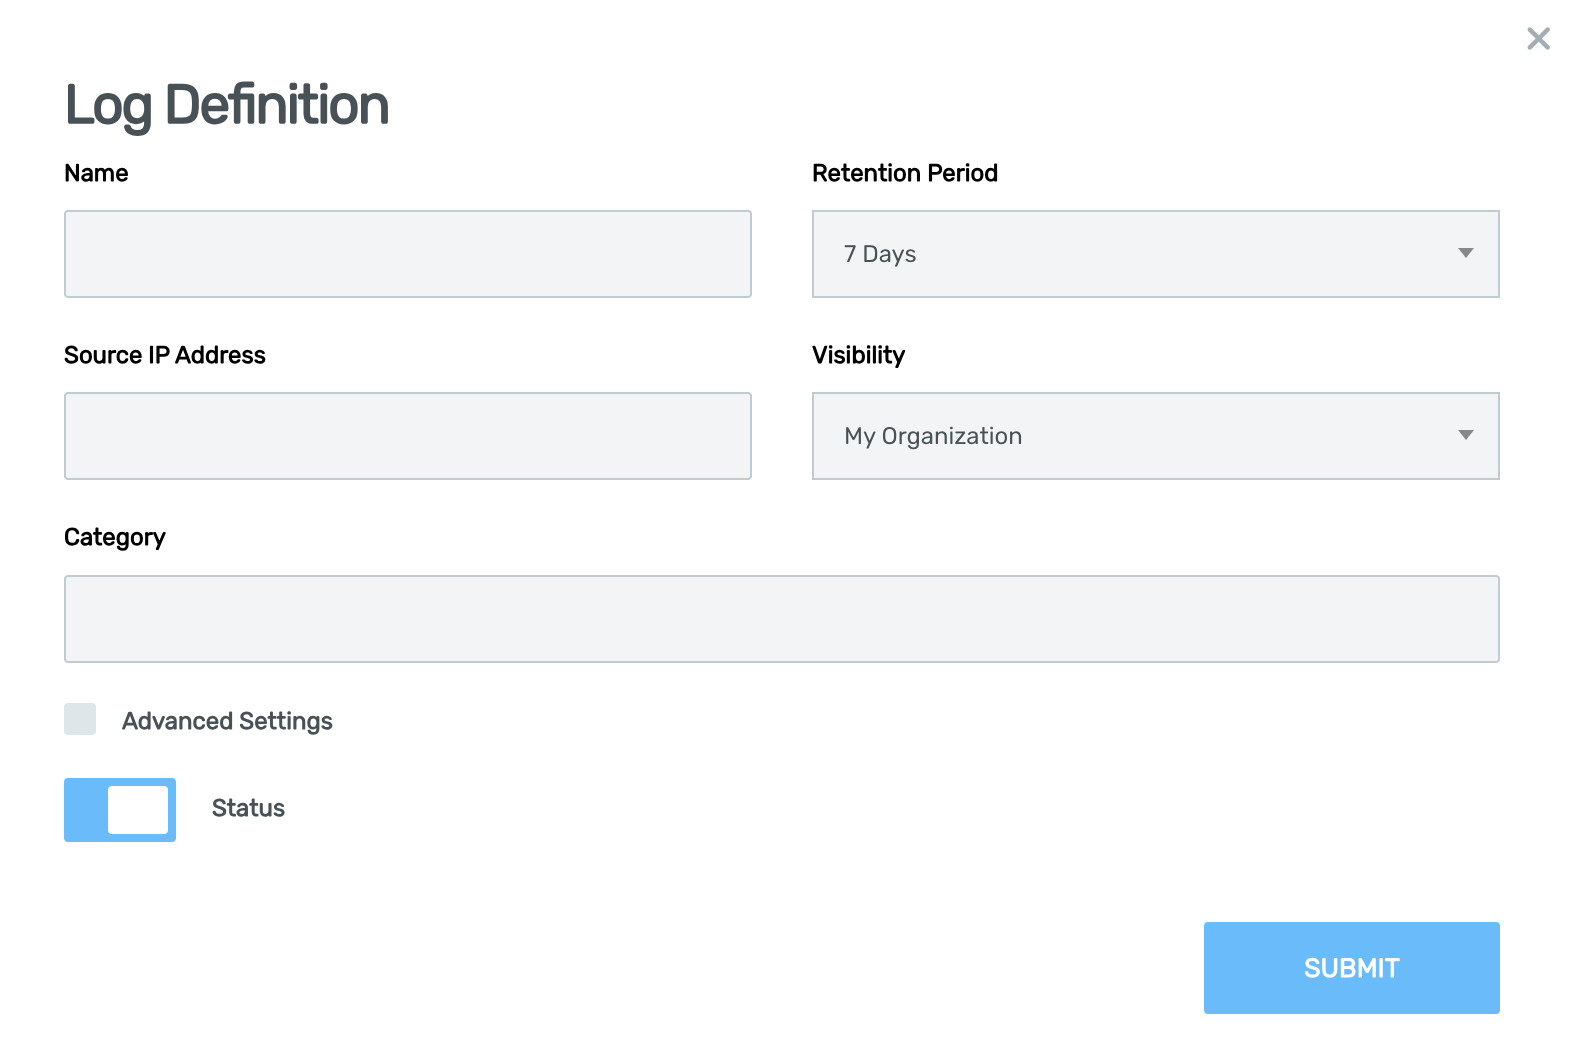 Log Definition
Name
Retention Period
7 Days
Source IP Address
Visibility
My Organization
Category
Advanced Settings
Status
SUBMIT